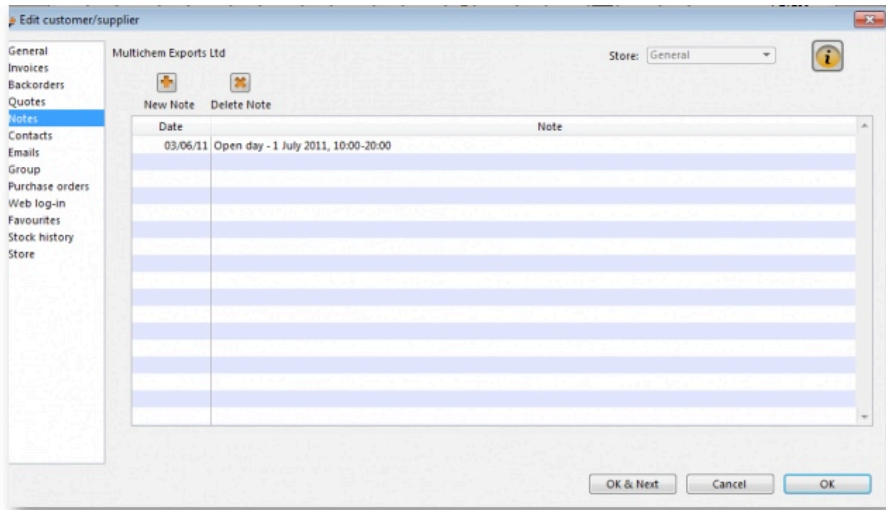 Edit customer/supplier
General
Invoices
Backorders
Quotes
Notes
Contacts
Emails
Group
Purchase orders
Web log-in
Favourites
Stock history
Store
Multichem Exports Ltd
Store: General
New Note Delete Note
Date Note
03/06/11 Open day - 1 July 2011, 10:00-20:00
OK & Next Cancel OK